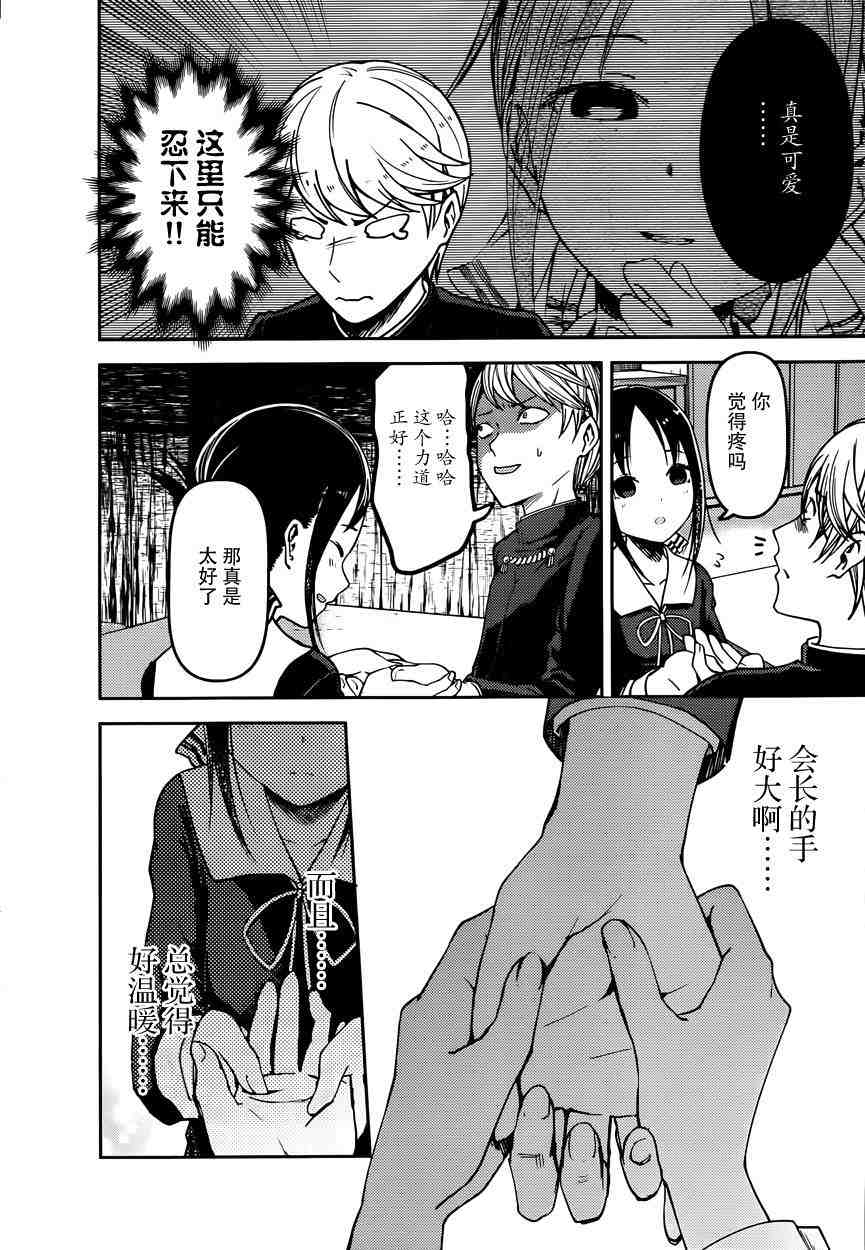 真是可爱
……
这里只能
忍下来!!
你
觉得疼吗
哈…哈哈
这个力道
正好……
那真是
太好了
会长的手
好大啊……
而且……
总觉得
好温暖……